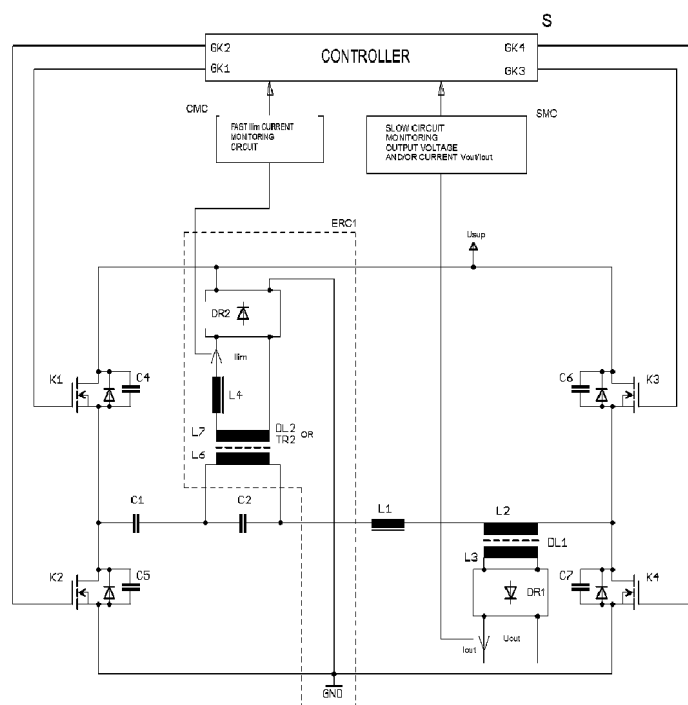 S
GK2
GK4
CONTROLLER
GK1
GK3
CMC
SMC
FAST Ilim CURRENT
MONITORING
CIRCUIT
SLOW CIRCUIT
MONITORING
OUTPUT VOLTAGE
AND/OR CURRENT Vout/Iout
ERC1
Usup
DR2
Ilim
K1
C4
C6
K3
L4
L7
DL2
TR2 OR
L6
C1
C2
L1
L2
DL1
L3
K2
C5
C7
K4
DR1
Iout
Uout
GND